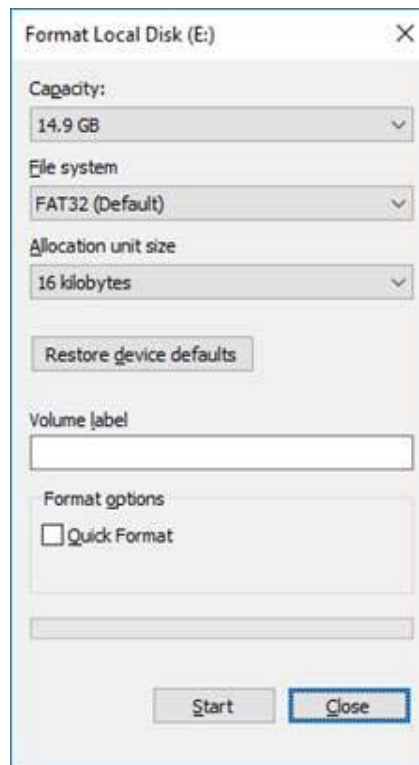 Format Local Disk (E:)
Capacity:
14.9 GB
File system
FAT32 (Default)
Allocation unit size
16 kilobytes
Restore device defaults
Volume label
Format options
Quick Format
Start
Close